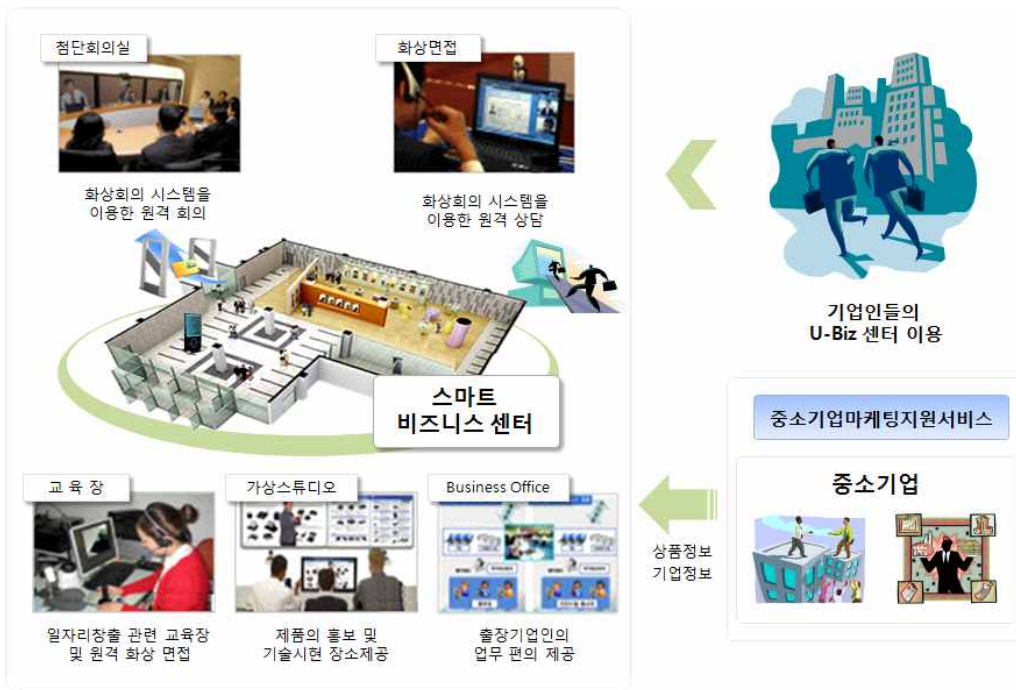 첨단회의실
화상면접
화상회의 시스템을
이용한 원격 회의
화상회의 시스템을
이용한 원격 상담
기업인들의
U-Biz 센터 이용
스마트
비즈니스 센터
중소기업마케팅지원서비스
중소기업
상품정보
기업정보
교 육 장
가상스튜디오
Business Office
일자리창출 관련 교육장
및 원격 화상 면접
제품의 홍보 및
기술시현 장소제공
출장기업인의
업무 편의 제공